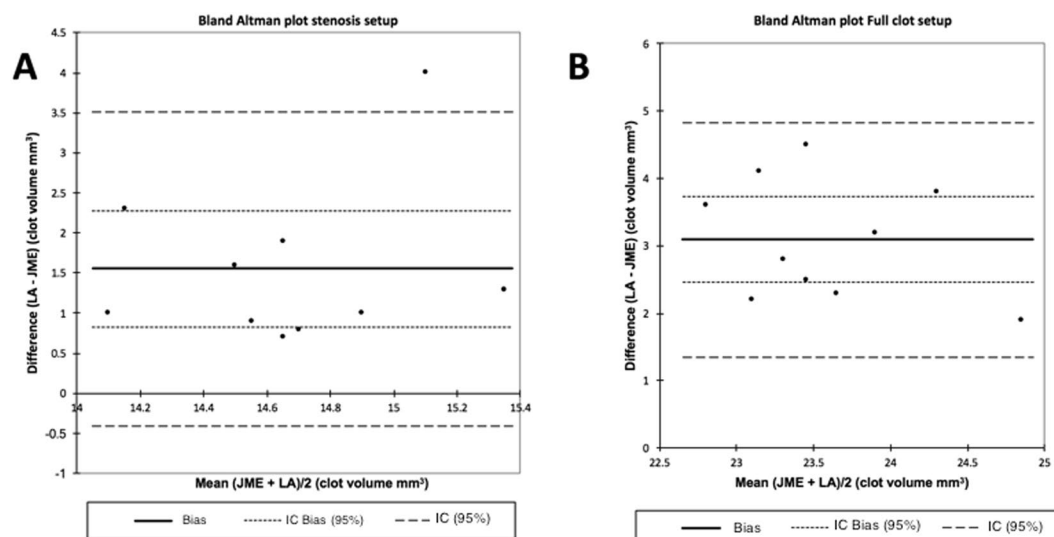 A
Bland Altman plot stenosis setup
Difference (LA - JME) (clot volume mm³)
4.5
4
3.5
3
2.5
2
1.5
1
0.5
0
-0.5
-1
14 14.2 14.4 14.6 14.8 15 15.2 15.4
Mean (JME + LA)/2 (clot volume mm³)
Bias IC Bias (95%) IC (95%)
B
Bland Altman plot Full clot setup
Difference (LA - JME) (clot volume mm³)
6
5
4
3
2
1
0
22.5 23 23.5 24 24.5 25
Mean (JME + LA)/2 (clot volume mm³)
Bias IC Bias (95%) IC (95%)